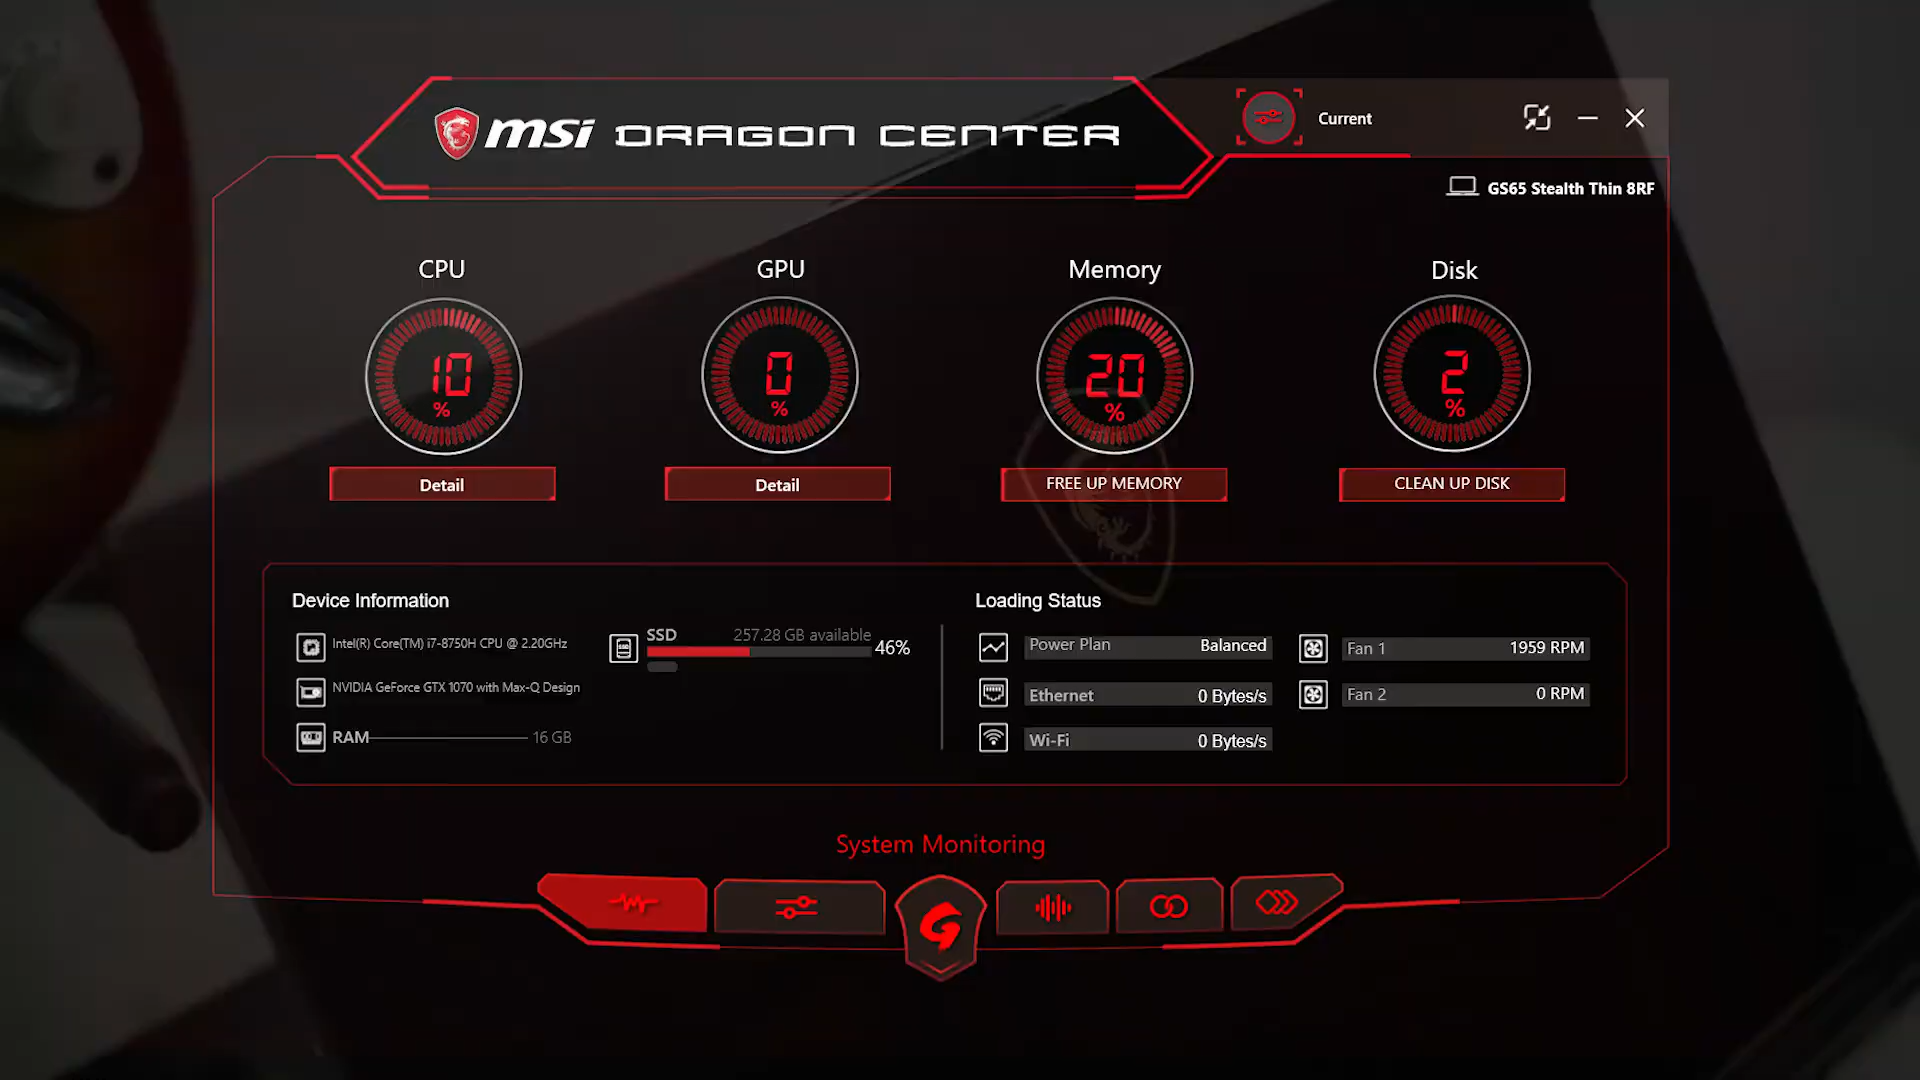 msi DRAGON CENTER
Current
GS65 Stealth Thin 8RF
CPU
GPU
Memory
Disk
10
%
0
%
20
%
2
%
Detail
Detail
FREE UP MEMORY
CLEAN UP DISK
Device Information
Intel(R) Core(TM) i7-8750H CPU @ 2.20GHz
NVIDIA GeForce GTX 1070 with Max-Q Design
RAM 16 GB
SSD 257.28 GB available
46%
Loading Status
Power Plan Balanced
Ethernet 0 Bytes/s
Wi-Fi 0 Bytes/s
Fan 1 1959 RPM
Fan 2 0 RPM
System Monitoring